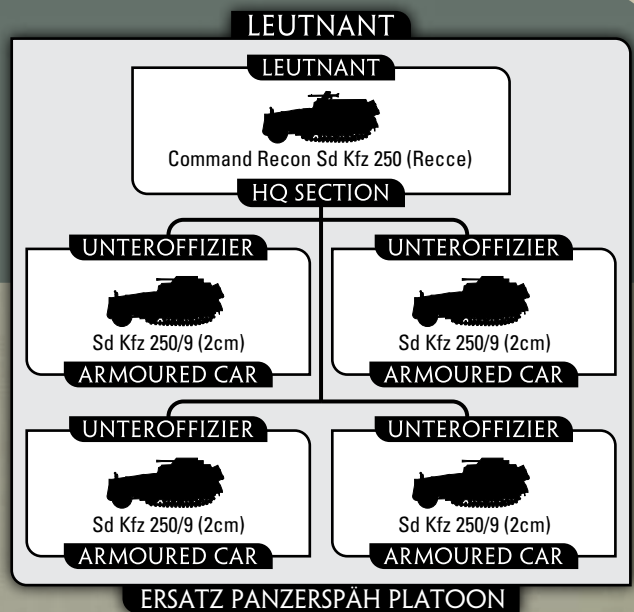 LEUTNANT
LEUTNANT
Command Recon Sd Kfz 250 (Recce)
HQ SECTION
UNTEROFFIZIER
Sd Kfz 250/9 (2cm)
ARMOURED CAR
UNTEROFFIZIER
Sd Kfz 250/9 (2cm)
ARMOURED CAR
UNTEROFFIZIER
Sd Kfz 250/9 (2cm)
ARMOURED CAR
UNTEROFFIZIER
Sd Kfz 250/9 (2cm)
ARMOURED CAR
ERSATZ PANZERSPÄH PLATOON